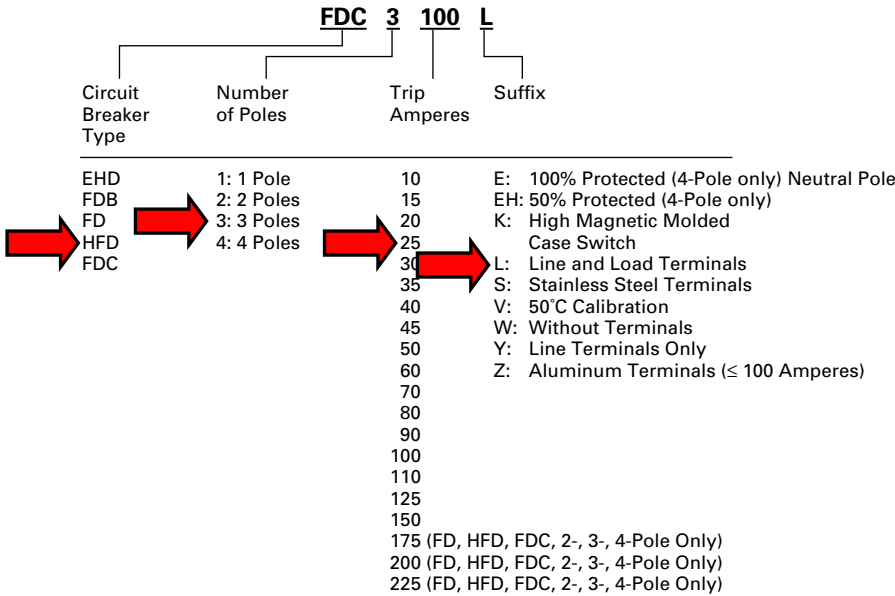 FDC 3 100 L
Circuit Breaker Type
Number of Poles
Trip Amperes
Suffix
EHD
FDB
FD
HFD
FDC
1: 1 Pole
2: 2 Poles
3: 3 Poles
4: 4 Poles
10
15
20
25
30
35
40
45
50
60
70
80
90
100
110
125
150
175 (FD, HFD, FDC, 2-, 3-, 4-Pole Only)
200 (FD, HFD, FDC, 2-, 3-, 4-Pole Only)
225 (FD, HFD, FDC, 2-, 3-, 4-Pole Only)
E: 100% Protected (4-Pole only) Neutral Pole
EH: 50% Protected (4-Pole only)
K: High Magnetic Molded
Case Switch
L: Line and Load Terminals
S: Stainless Steel Terminals
V: 50°C Calibration
W: Without Terminals
Y: Line Terminals Only
Z: Aluminum Terminals (≤ 100 Amperes)